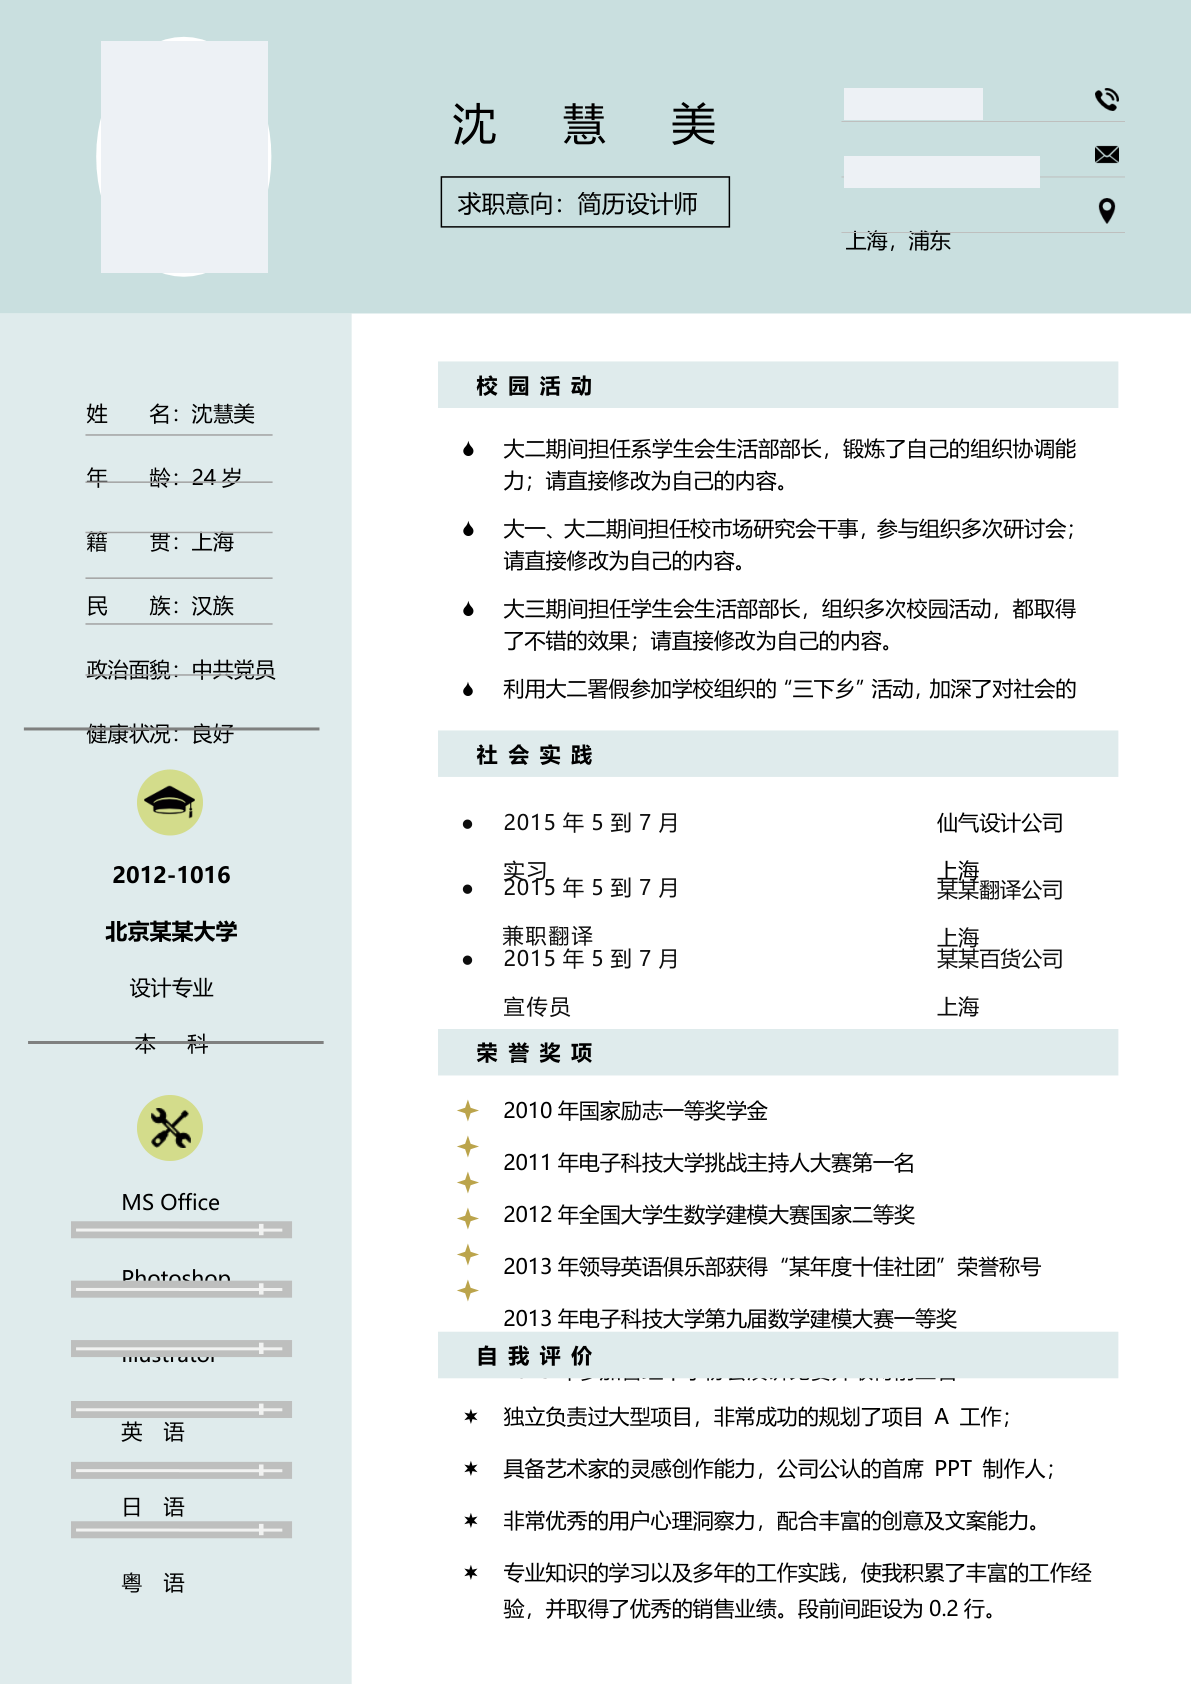 沈 慧 美
求职意向：简历设计师
上海，浦东
姓 名：沈慧美
年 龄：24 岁
籍 贯：上海
民 族：汉族
政治面貌：中共党员
健康状况：良好
2012-1016
北京某某大学
设计专业
本 科
MS Office
Photoshop
Illustrator
英 语
日 语
粤 语
校 园 活 动
大二期间担任系学生会生活部部长，锻炼了自己的组织协调能
力；请直接修改为自己的内容。
大一、大二期间担任校市场研究会干事，参与组织多次研讨会；
请直接修改为自己的内容。
大三期间担任学生会生活部部长，组织多次校园活动，都取得
了不错的效果；请直接修改为自己的内容。
利用大二署假参加学校组织的“三下乡”活动，加深了对社会的
社 会 实 践
2015 年 5 到 7 月 仙气设计公司
实习 上海
2015 年 5 到 7 月 某某翻译公司
兼职翻译 上海
2015 年 5 到 7 月 某某百货公司
宣传员 上海
荣 誉 奖 项
2010 年国家励志一等奖学金
2011 年电子科技大学挑战主持人大赛第一名
2012 年全国大学生数学建模大赛国家二等奖
2013 年领导英语俱乐部获得“某年度十佳社团”荣誉称号
2013 年电子科技大学第九届数学建模大赛一等奖
自 我 评 价
独立负责过大型项目，非常成功的规划了项目 A 工作；
具备艺术家的灵感创作能力，公司公认的首席 PPT 制作人；
非常优秀的用户心理洞察力，配合丰富的创意及文案能力。
专业知识的学习以及多年的工作实践，使我积累了丰富的工作经
验，并取得了优秀的销售业绩。段前间距设为 0.2 行。